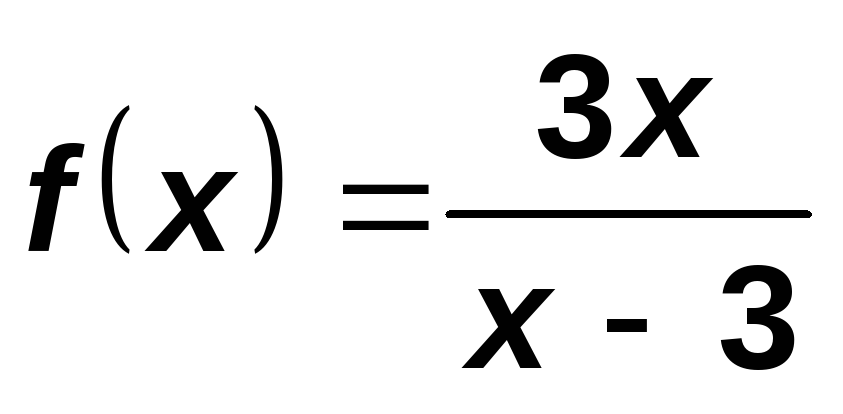 f(x) = 3x / x - 3